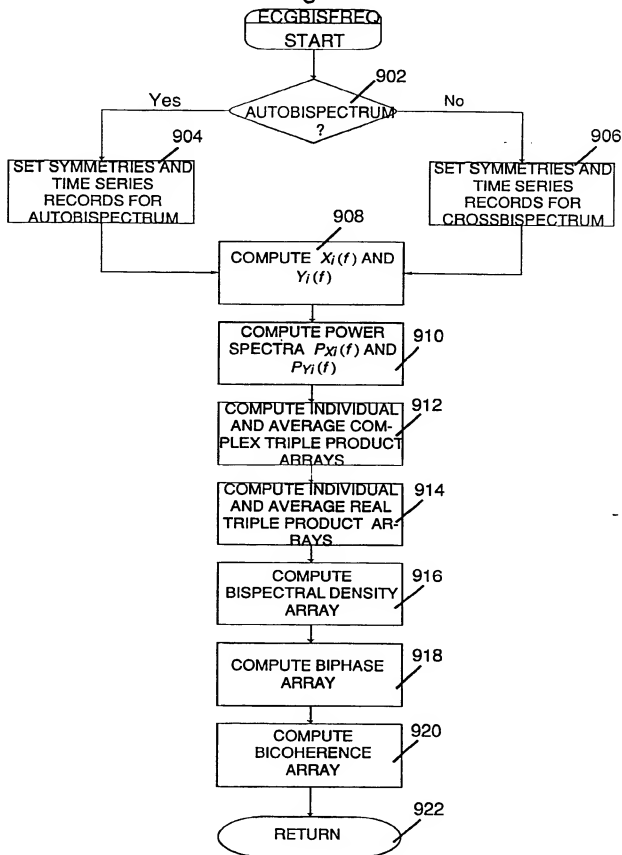 ECGBISFREQ
START
902
AUTOBISPECTRUM
?
Yes
No
904
906
SET SYMMETRIES AND
TIME SERIES
RECORDS FOR
AUTOBISPECTRUM
SET SYMMETRIES AND
TIME SERIES
RECORDS FOR
CROSSBISPECTRUM
908
COMPUTE Xi(f) AND
Yi(f)
COMPUTE POWER
SPECTRA PXi(f) AND
PYi(f)
910
COMPUTE INDIVIDUAL
AND AVERAGE COM-
PLEX TRIPLE PRODUCT
ARRAYS
912
COMPUTE INDIVIDUAL
AND AVERAGE REAL
TRIPLE PRODUCT AR-
RAYS
914
COMPUTE
BISPECTRAL DENSITY
ARRAY
916
COMPUTE BIPHASE
ARRAY
918
COMPUTE
BICOHERENCE
ARRAY
920
RETURN
922